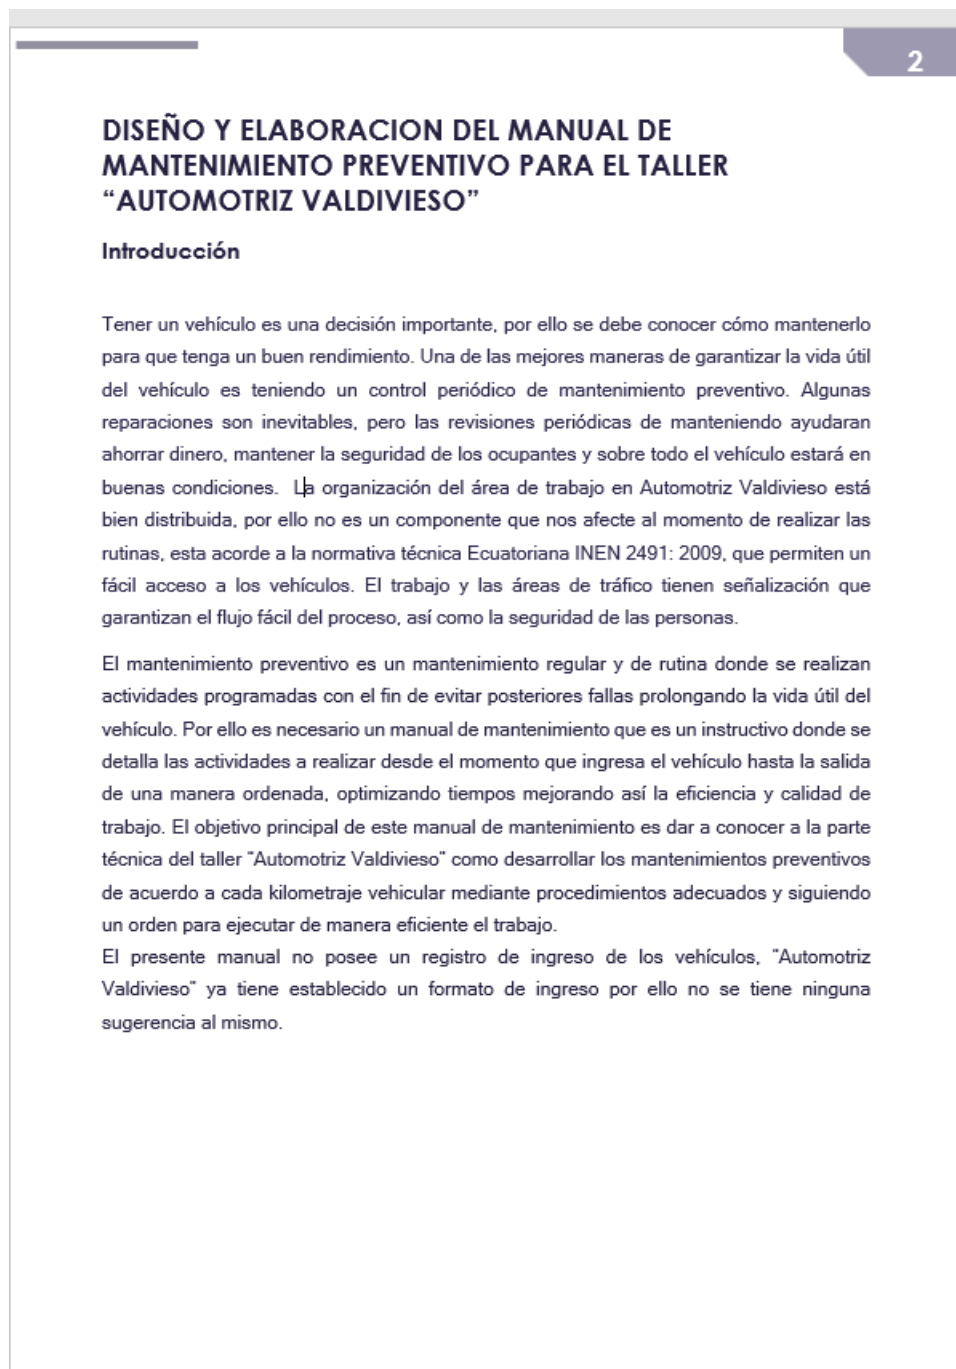 2
DISEÑO Y ELABORACION DEL MANUAL DE
MANTENIMIENTO PREVENTIVO PARA EL TALLER
“AUTOMOTRIZ VALDIVIESO”
Introducción
Tener un vehículo es una decisión importante, por ello se debe conocer cómo mantenerlo
para que tenga un buen rendimiento. Una de las mejores maneras de garantizar la vida útil
del vehículo es teniendo un control periódico de mantenimiento preventivo. Algunas
reparaciones son inevitables, pero las revisiones periódicas de manteniendo ayudaran
ahorrar dinero, mantener la seguridad de los ocupantes y sobre todo el vehículo estará en
buenas condiciones.  La organización del área de trabajo en Automotriz Valdivieso está
bien distribuida, por ello no es un componente que nos afecte al momento de realizar las
rutinas, esta acorde a la normativa técnica Ecuatoriana INEN 2491: 2009, que permiten un
fácil acceso a los vehículos. El trabajo y las áreas de tráfico tienen señalización que
garantizan el flujo fácil del proceso, así como la seguridad de las personas.
El mantenimiento preventivo es un mantenimiento regular y de rutina donde se realizan
actividades programadas con el fin de evitar posteriores fallas prolongando la vida útil del
vehículo. Por ello es necesario un manual de mantenimiento que es un instructivo donde se
detalla las actividades a realizar desde el momento que ingresa el vehículo hasta la salida
de una manera ordenada, optimizando tiempos mejorando así la eficiencia y calidad de
trabajo. El objetivo principal de este manual de mantenimiento es dar a conocer a la parte
técnica del taller “Automotriz Valdivieso” como desarrollar los mantenimientos preventivos
de acuerdo a cada kilometraje vehicular mediante procedimientos adecuados y siguiendo
un orden para ejecutar de manera eficiente el trabajo.
El presente manual no posee un registro de ingreso de los vehículos, “Automotriz
Valdivieso” ya tiene establecido un formato de ingreso por ello no se tiene ninguna
sugerencia al mismo.